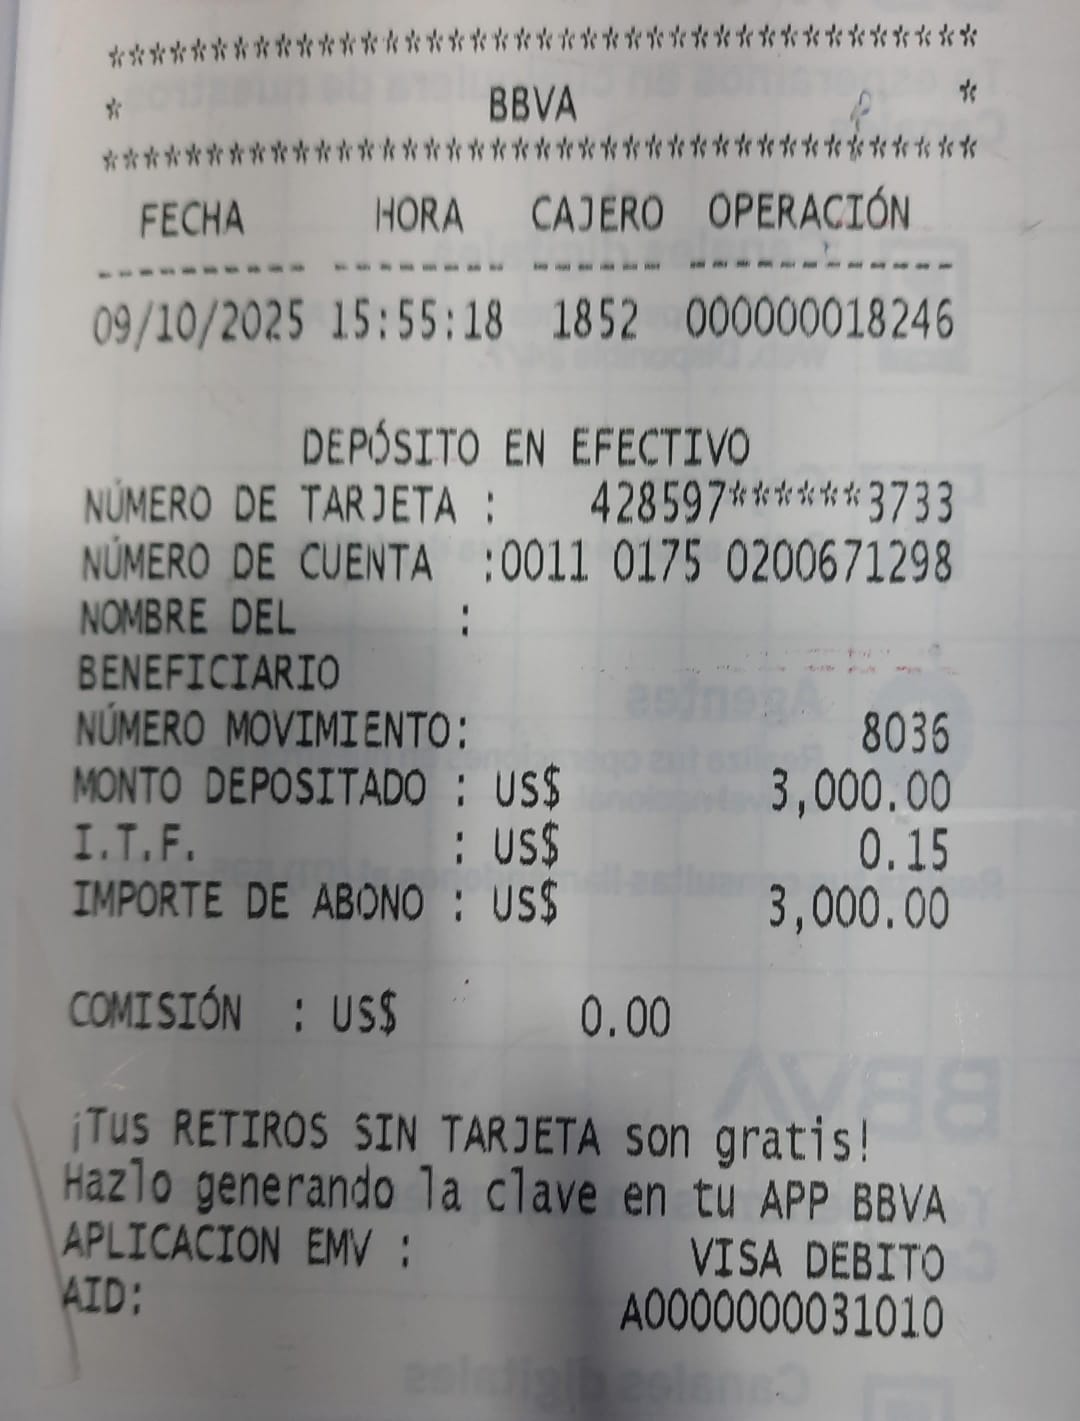 ****************************************
* BBVA *
****************************************
FECHA HORA CAJERO OPERACIÓN
---------- -------- ------ ------------
09/10/2025 15:55:18 1852 000000018246
DEPÓSITO EN EFECTIVO
NÚMERO DE TARJETA : 428597******3733
NÚMERO DE CUENTA :0011 0175 0200671298
NOMBRE DEL :
BENEFICIARIO
NÚMERO MOVIMIENTO: 8036
MONTO DEPOSITADO : US$ 3,000.00
I.T.F. : US$ 0.15
IMPORTE DE ABONO : US$ 3,000.00
COMISIÓN : US$ 0.00
¡Tus RETIROS SIN TARJETA son gratis!
Hazlo generando la clave en tu APP BBVA
APLICACION EMV : VISA DEBITO
AID: A0000000031010